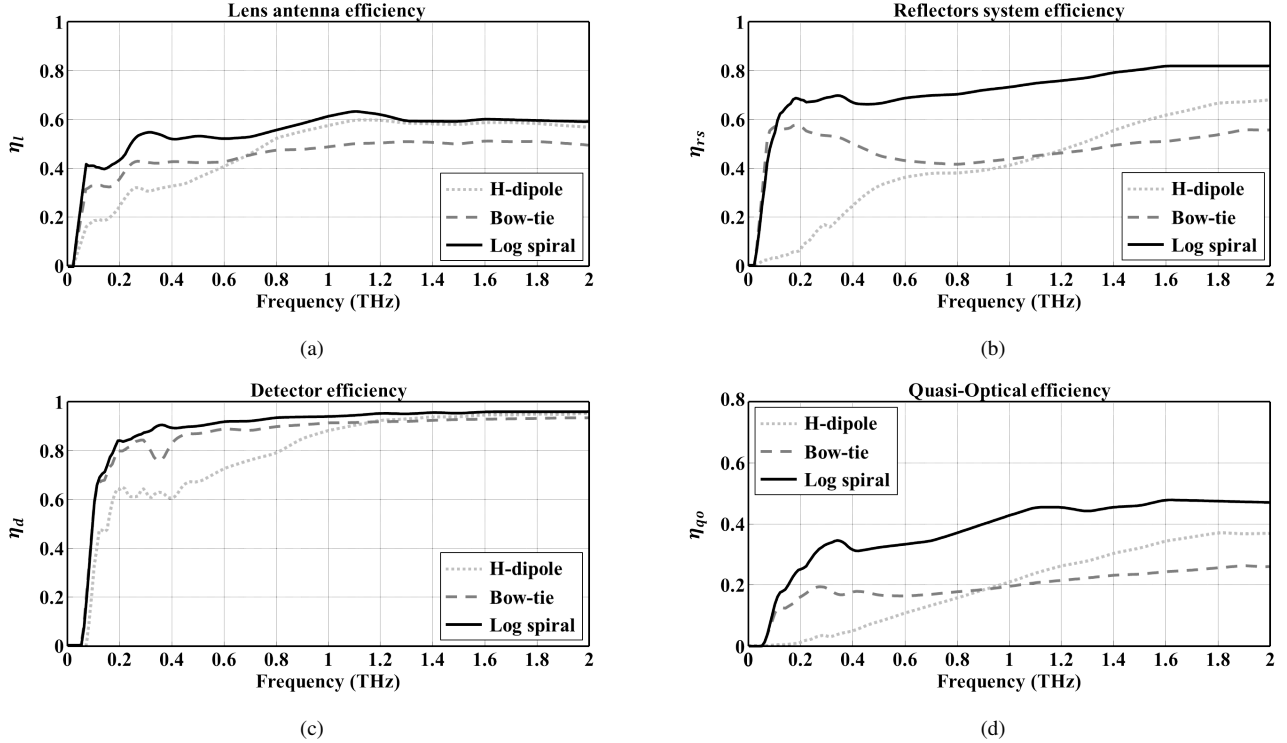 Lens antenna efficiency
1
0.8
0.6
0.4
0.2
0
ηl
H-dipole
Bow-tie
Log spiral
0 0.2 0.4 0.6 0.8 1 1.2 1.4 1.6 1.8 2
Frequency (THz)
(a)
Reflectors system efficiency
1
0.8
0.6
0.4
0.2
0
ηrs
H-dipole
Bow-tie
Log spiral
0 0.2 0.4 0.6 0.8 1 1.2 1.4 1.6 1.8 2
Frequency (THz)
(b)
Detector efficiency
1
0.8
0.6
0.4
0.2
0
ηd
H-dipole
Bow-tie
Log spiral
0 0.2 0.4 0.6 0.8 1 1.2 1.4 1.6 1.8 2
Frequency (THz)
(c)
Quasi-Optical efficiency
0.8
0.6
0.4
0.2
0
ηqo
H-dipole
Bow-tie
Log spiral
0 0.2 0.4 0.6 0.8 1 1.2 1.4 1.6 1.8 2
Frequency (THz)
(d)